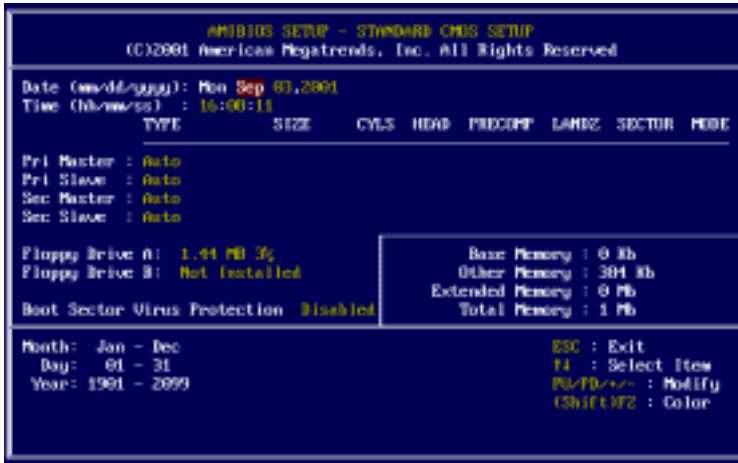 AMIBIOS SETUP - STANDARD CMOS SETUP
(C)2001 American Megatrends, Inc. All Rights Reserved
Date (mm/dd/yyyy): Mon Sep 03,2001
Time (hh/mm/ss) : 16:00:11
TYPE SIZE CYLS HEAD PRECOMP LANDZ SECTOR MODE
Pri Master : Auto
Pri Slave : Auto
Sec Master : Auto
Sec Slave : Auto
Floppy Drive A: 1.44 MB 3½
Floppy Drive B: Not Installed
Boot Sector Virus Protection Disabled
Base Memory : 0 Kb
Other Memory : 384 Kb
Extended Memory : 0 Mb
Total Memory : 1 Mb
Month: Jan - Dec
Day: 01 - 31
Year: 1901 - 2099
ESC : Exit
↑↓ : Select Item
PU/PD/+/- : Modify
(Shift)F2 : Color